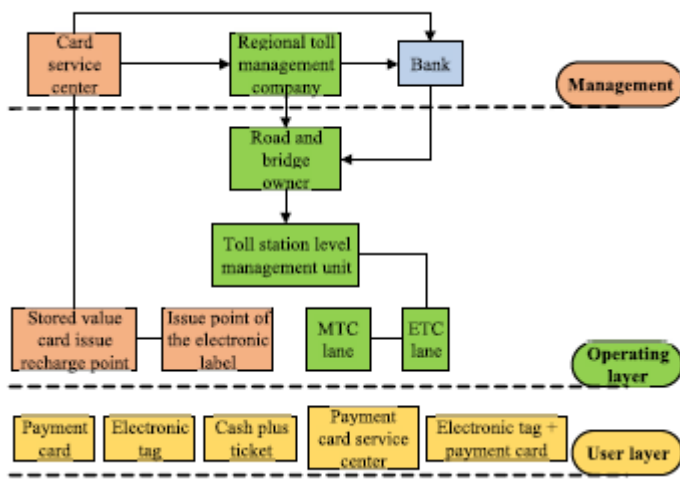 Card
service
center
Regional toll
management
company
Bank
Management
Road and
bridge
owner
Toll station level
management unit
Stored value
card issue
recharge point
Issue point of
the electronic
label
MTC
lane
ETC
lane
Operating
layer
Payment
card
Electronic
tag
Cash plus
ticket
Payment
card service
center
Electronic tag +
payment card
User layer